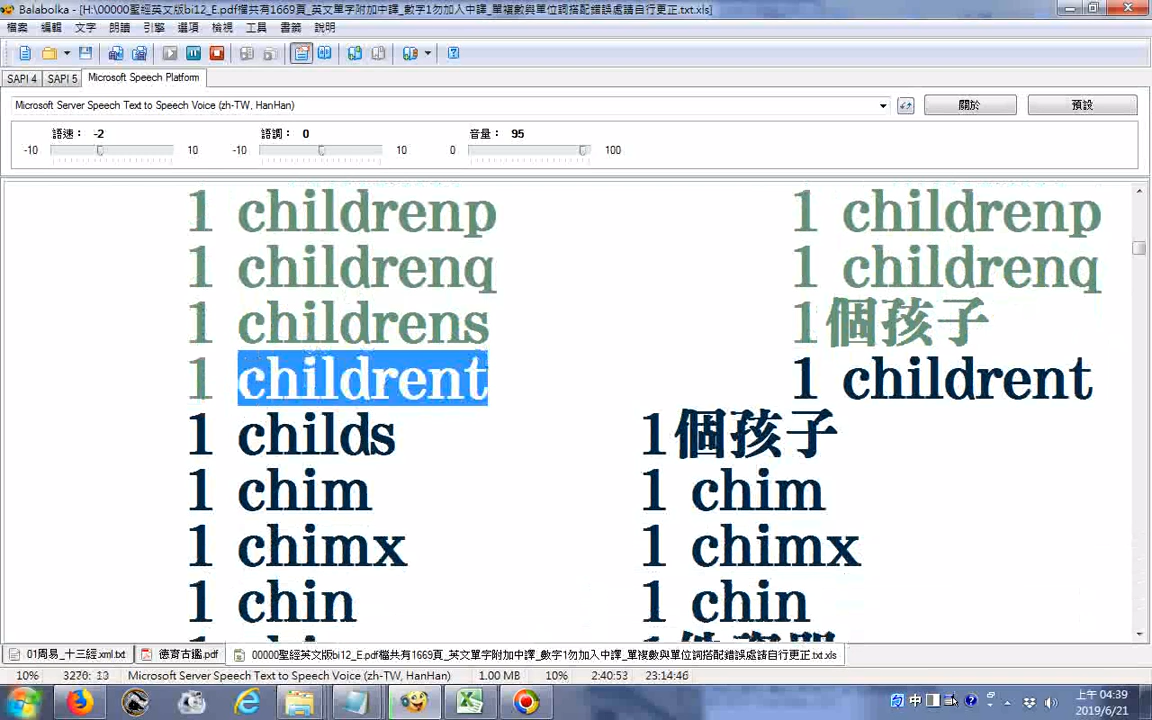 Balabolka - [H:\00000聖經英文版bi12_E.pdf檔共有1669頁_英文單字附加中譯_數字1勿加入中譯_單複數與單位詞搭配錯誤處請自行更正.txt.xls]
檔案 編輯 文字 朗讀 引擎 選項 檢視 工具 書籤 說明
SAPI 4 SAPI 5 Microsoft Speech Platform
Microsoft Server Speech Text to Speech Voice (zh-TW, HanHan) 關於 預設
語速： -2 語調： 0 音量： 95
-10 10 -10 10 0 100
1 childrenp 1 childrenp
1 childrenq 1 childrenq
1 childrens 1個孩子
1 childrent 1 childrent
1 childs 1個孩子
1 chim 1 chim
1 chimx 1 chimx
1 chin 1 chin
01周易_十三經.xml.txt 德育古鑑.pdf 00000聖經英文版bi12_E.pdf檔共有1669頁_英文單字附加中譯_數字1勿加入中譯_單複數與單位詞搭配錯誤處請自行更正.txt.xls
10% 3270: 13 Microsoft Server Speech Text to Speech Voice (zh-TW, HanHan) 1.00 MB 10% 2:40:53 23:14:46
中 上午 04:39
2019/6/21